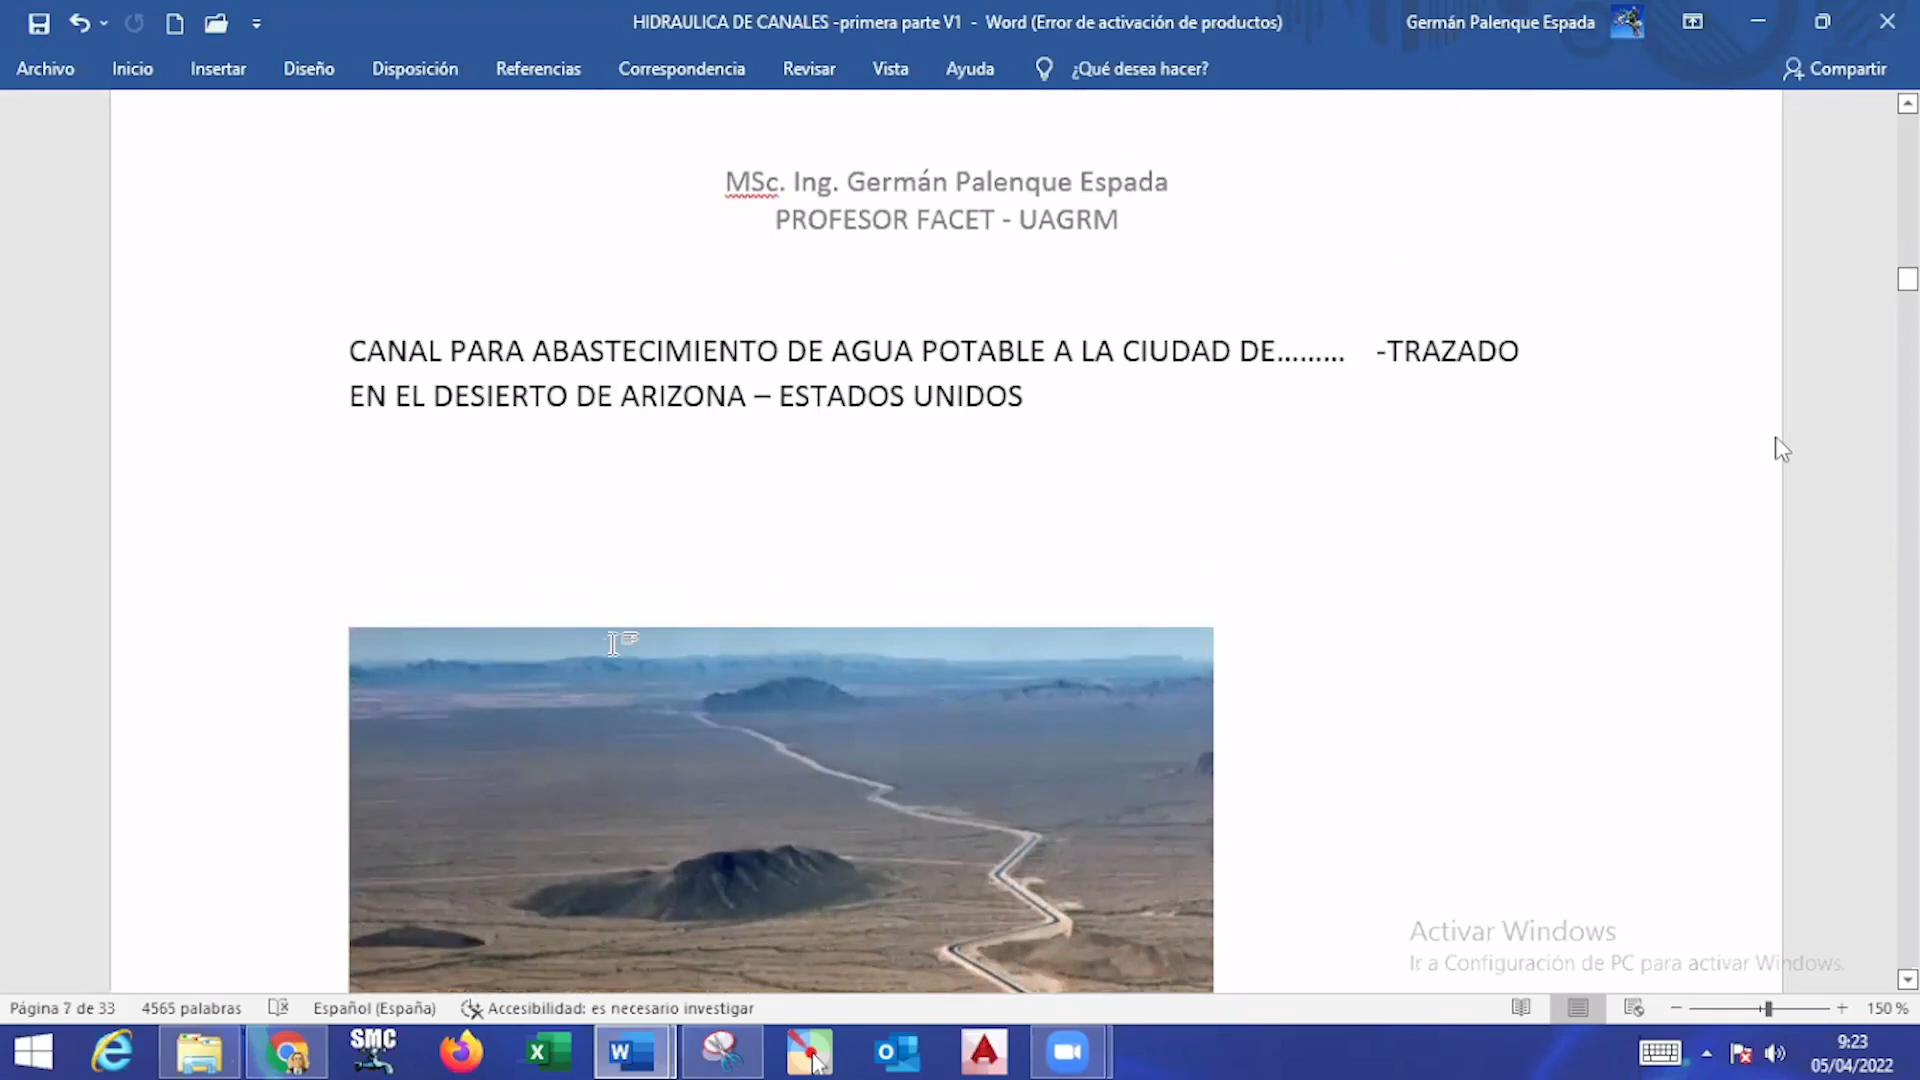 HIDRAULICA DE CANALES -primera parte V1 - Word (Error de activación de productos)
Germán Palenque Espada
Archivo Inicio Insertar Diseño Disposición Referencias Correspondencia Revisar Vista Ayuda ¿Qué desea hacer? Compartir
MSc. Ing. Germán Palenque Espada
PROFESOR FACET - UAGRM
CANAL PARA ABASTECIMIENTO DE AGUA POTABLE A LA CIUDAD DE......... -TRAZADO
EN EL DESIERTO DE ARIZONA – ESTADOS UNIDOS
Activar Windows
Ir a Configuración de PC para activar Windows.
Página 7 de 33 4565 palabras Español (España) Accesibilidad: es necesario investigar 150 %
SMC
9:23
05/04/2022